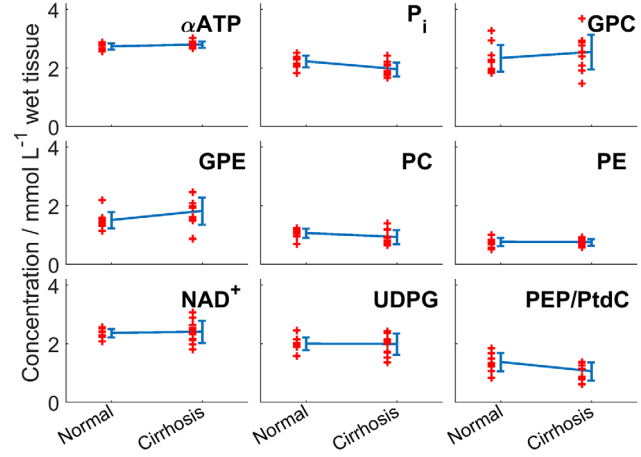 Concentration / mmol L⁻¹ wet tissue
4
2
0
αATP
Pᵢ
GPC
4
2
0
GPE
PC
PE
4
2
0
NAD⁺
UDPG
PEP/PtdC
Normal
Cirrhosis
Normal
Cirrhosis
Normal
Cirrhosis